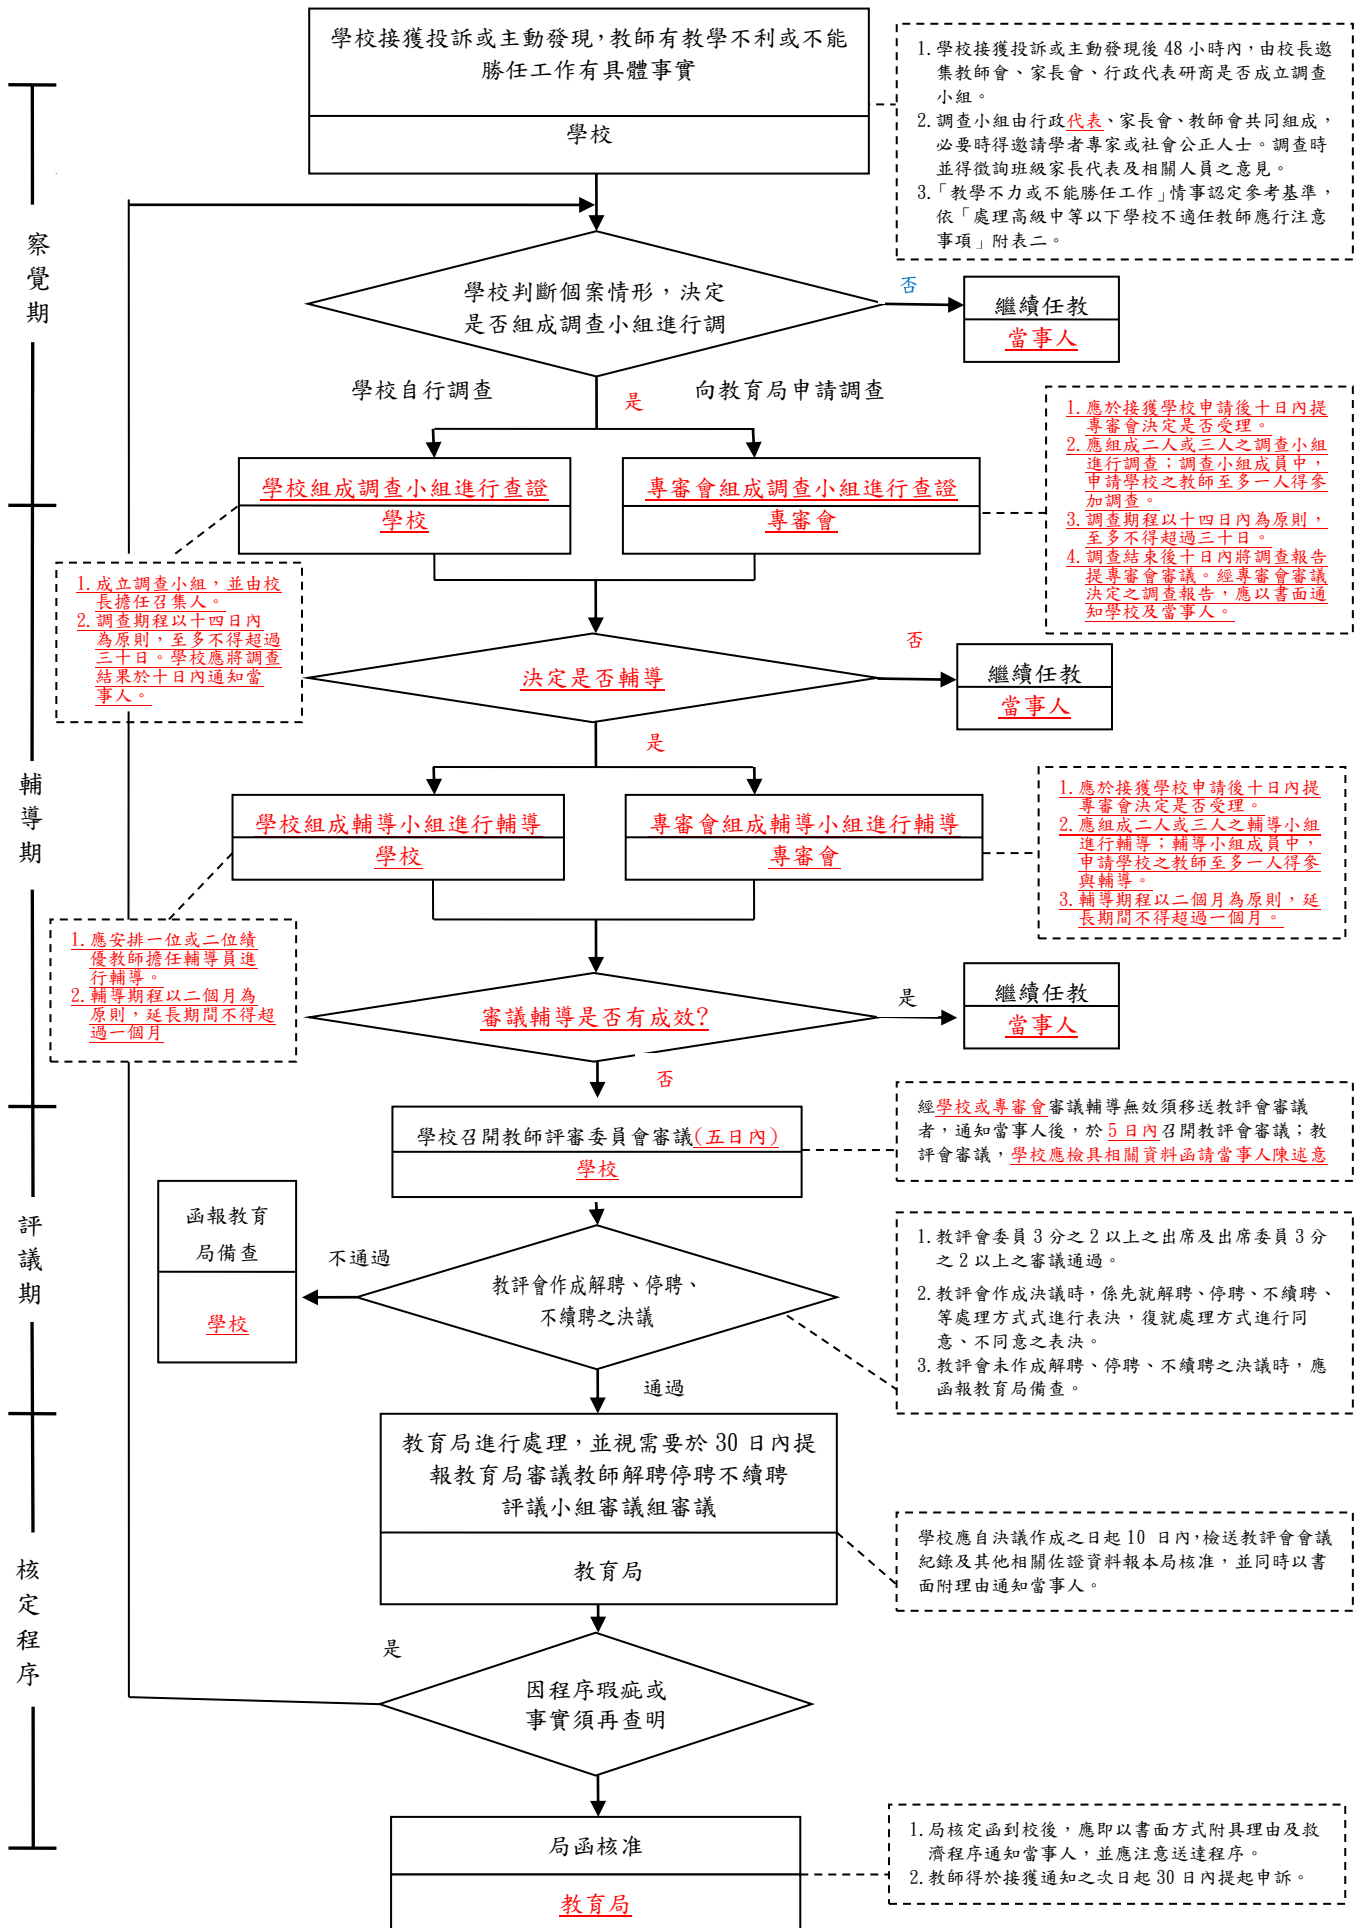 學校接獲投訴或主動發現，教師有教學不利或不能
勝任工作有具體事實
學校
1. 學校接獲投訴或主動發現後 48 小時內，由校長邀
集教師會、家長會、行政代表研商是否成立調查
小組。
2. 調查小組由行政代表、家長會、教師會共同組成，
必要時得邀請學者專家或社會公正人士。調查時
並得徵詢班級家長代表及相關人員之意見。
3. 「教學不力或不能勝任工作」情事認定參考基準，
依「處理高級中等以下學校不適任教師應行注意
事項」附表二。
察覺期
學校判斷個案情形，決定
是否組成調查小組進行調
否
繼續任教
當事人
學校自行調查
是
向教育局申請調查
1. 應於接獲學校申請後十日內提
專審會決定是否受理。
2. 應組成二人或三人之調查小組
進行調查；調查小組成員中，
申請學校之教師至多一人得參
加調查。
3. 調查期程以十四日內為原則，
至多不得超過三十日。
4. 調查結束後十日內將調查報告
提專審會審議。經專審會審議
決定之調查報告，應以書面通
知學校及當事人。
學校組成調查小組進行查證
學校
專審會組成調查小組進行查證
專審會
1. 成立調查小組，並由校
長擔任召集人。
2. 調查期程以十四日內
為原則，至多不得超過
三十日。學校應將調查
結果於十日內通知當
事人。
決定是否輔導
否
繼續任教
當事人
是
輔導期
學校組成輔導小組進行輔導
學校
專審會組成輔導小組進行輔導
專審會
1. 應於接獲學校申請後十日內提
專審會決定是否受理。
2. 應組成二人或三人之輔導小組
進行輔導；輔導小組成員中，
申請學校之教師至多一人得參
與輔導。
3. 輔導期程以二個月為原則，延
長期間不得超過一個月。
1. 應安排一位或二位績
優教師擔任輔導員進
行輔導。
2. 輔導期程以二個月為
原則，延長期間不得超
過一個月
審議輔導是否有成效?
是
繼續任教
當事人
否
學校召開教師評審委員會審議(五日內)
學校
經學校或專審會審議輔導無效須移送教評會審議
者，通知當事人後，於 5 日內召開教評會審議；教
評會審議，學校應檢具相關資料函請當事人陳述意
評議期
函報教育
局備查
學校
不通過
教評會作成解聘、停聘、
不續聘之決議
1. 教評會委員 3 分之 2 以上之出席及出席委員 3 分
之 2 以上之審議通過。
2. 教評會作成決議時，係先就解聘、停聘、不續聘、
等處理方式式進行表決，復就處理方式進行同
意、不同意之表決。
3. 教評會未作成解聘、停聘、不續聘之決議時，應
函報教育局備查。
通過
教育局進行處理，並視需要於 30 日內提
報教育局審議教師解聘停聘不續聘
評議小組審議組審議
教育局
學校應自決議作成之日起 10 日內，檢送教評會會議
紀錄及其他相關佐證資料報本局核准，並同時以書
面附理由通知當事人。
核定程序
是
因程序瑕疵或
事實須再查明
局函核准
教育局
1. 局核定函到校後，應即以書面方式附具理由及救
濟程序通知當事人，並應注意送達程序。
2. 教師得於接獲通知之次日起 30 日內提起申訴。